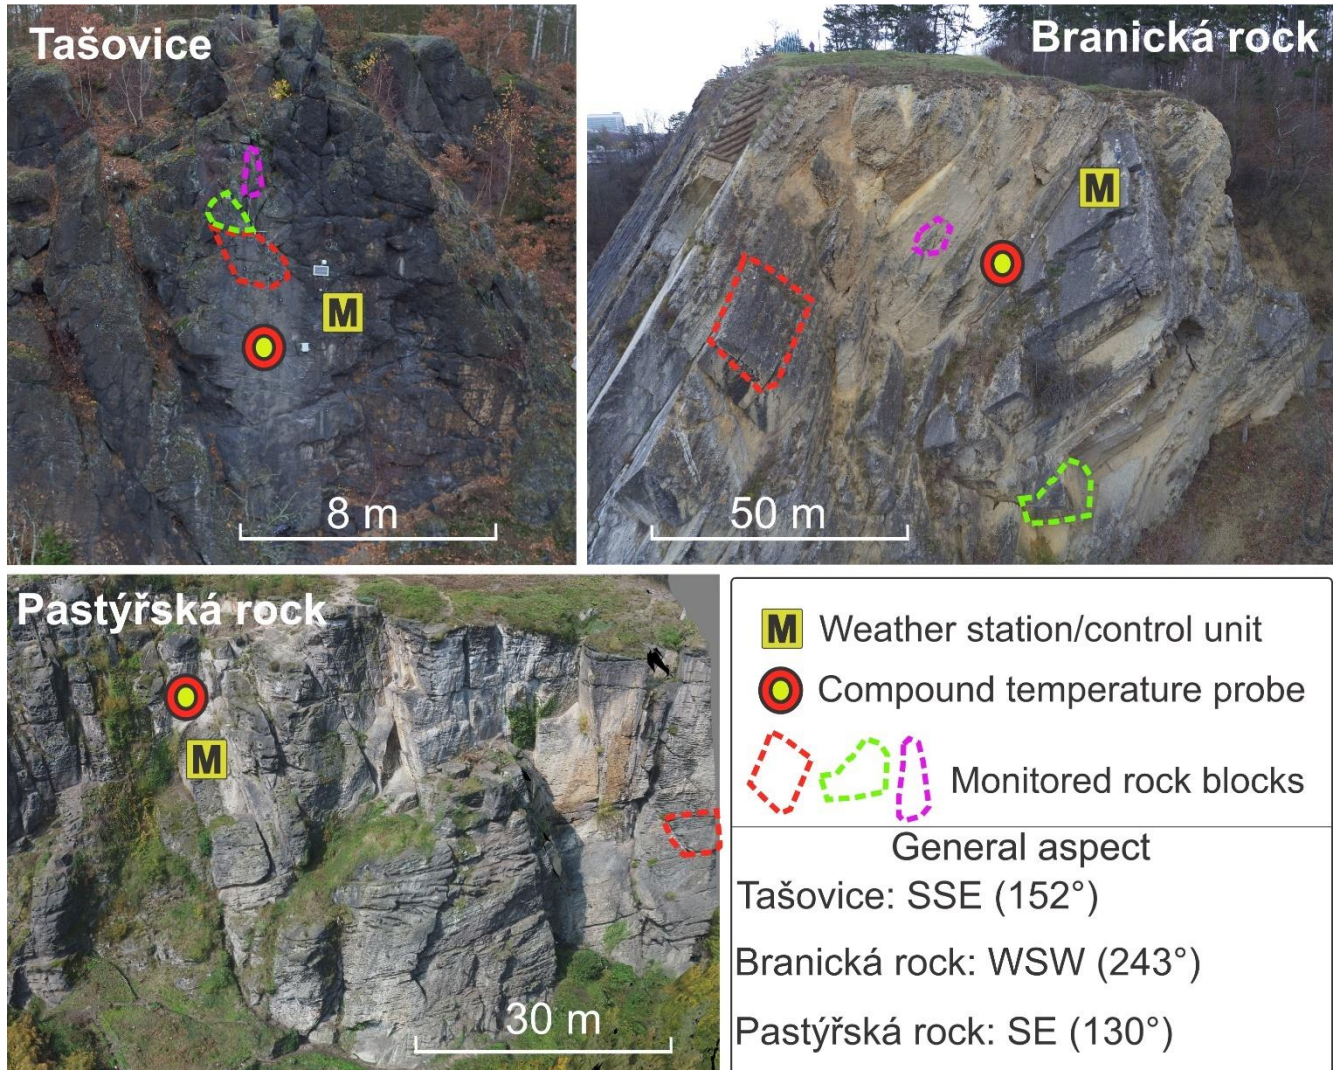 Tašovice
M
8 m
Branická rock
M
50 m
Pastýřská rock
M
30 m
M Weather station/control unit
Compound temperature probe
Monitored rock blocks
General aspect
Tašovice: SSE (152°)
Branická rock: WSW (243°)
Pastýřská rock: SE (130°)